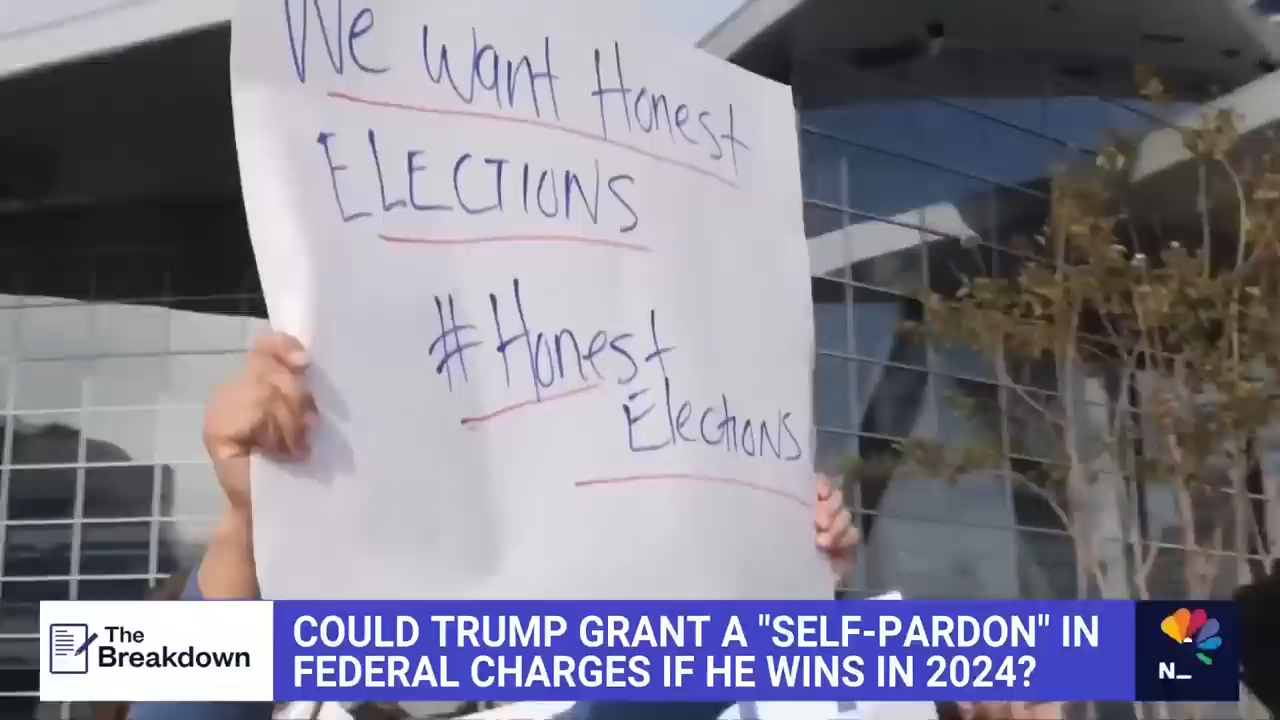 We want Honest
ELECTIONS
#Honest
Elections
The
Breakdown
COULD TRUMP GRANT A "SELF-PARDON" IN
FEDERAL CHARGES IF HE WINS IN 2024?
N_